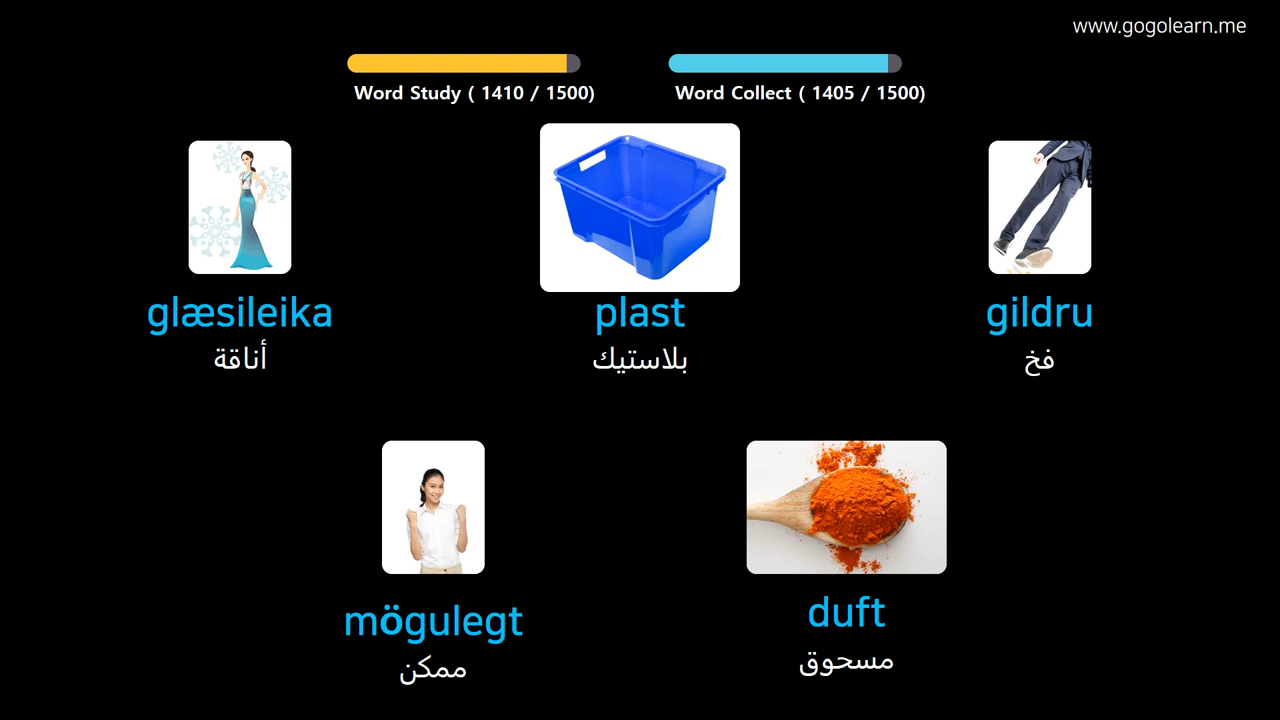 www.gogolearn.me
Word Study ( 1410 / 1500)
Word Collect ( 1405 / 1500)
glæsileika
أناقة
plast
بلاستيك
gildru
فخ
mögulegt
ممكن
duft
مسحوق